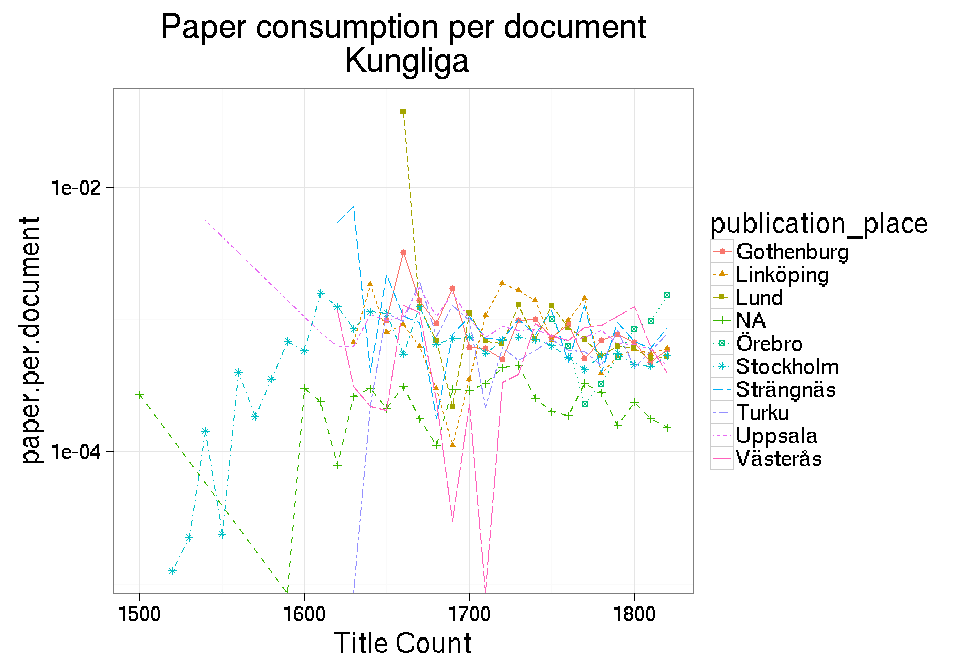 Paper consumption per document
Kungliga
paper.per.document
1e-02
1e-04
1500
1600
1700
1800
Title Count
publication_place
Gothenburg
Linköping
Lund
NA
Örebro
Stockholm
Strängnäs
Turku
Uppsala
Västerås